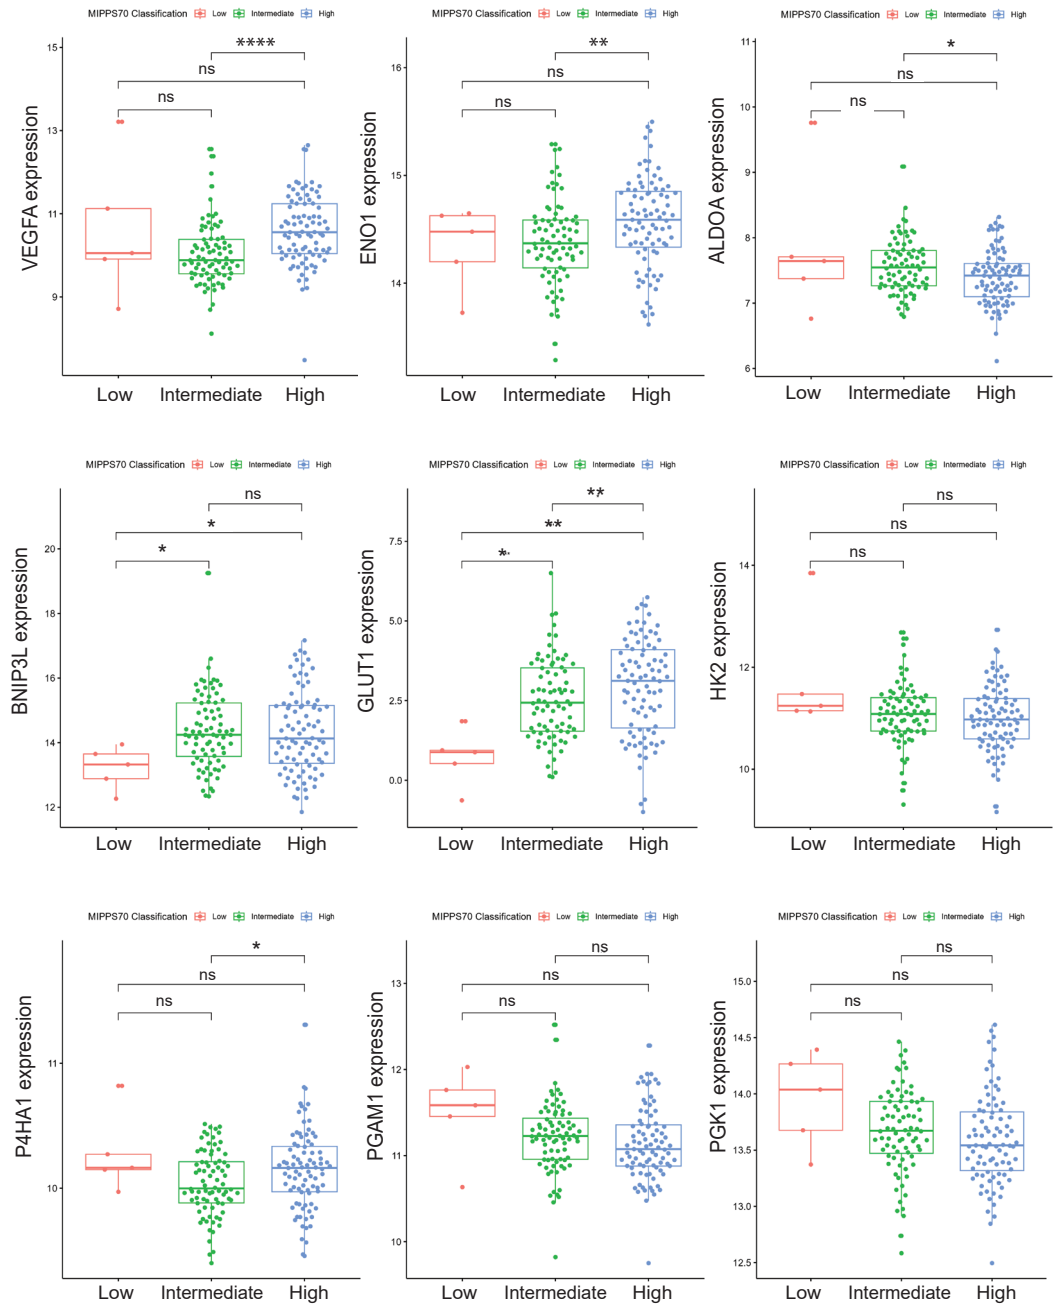 MIPPS70 Classification Low Intermediate High
VEGFA expression
15
13
11
9
****
ns
ns
Low Intermediate High
MIPPS70 Classification Low Intermediate High
ENO1 expression
16
15
14
**
ns
ns
Low Intermediate High
MIPPS70 Classification Low Intermediate High
ALDOA expression
11
10
8
7
6
*
ns
ns
Low Intermediate High
MIPPS70 Classification Low Intermediate High
BNIP3L expression
20
18
16
14
12
ns
*
*
Low Intermediate High
MIPPS70 Classification Low Intermediate High
GLUT1 expression
7.5
5.0
2.5
0.0
**
**
*
Low Intermediate High
MIPPS70 Classification Low Intermediate High
HK2 expression
14
11
10
ns
ns
ns
Low Intermediate High
MIPPS70 Classification Low Intermediate High
P4HA1 expression
11
10
*
ns
ns
Low Intermediate High
MIPPS70 Classification Low Intermediate High
PGAM1 expression
13
12
11
10
ns
ns
ns
Low Intermediate High
MIPPS70 Classification Low Intermediate High
PGK1 expression
15.0
14.5
14.0
13.5
13.0
12.5
ns
ns
ns
Low Intermediate High